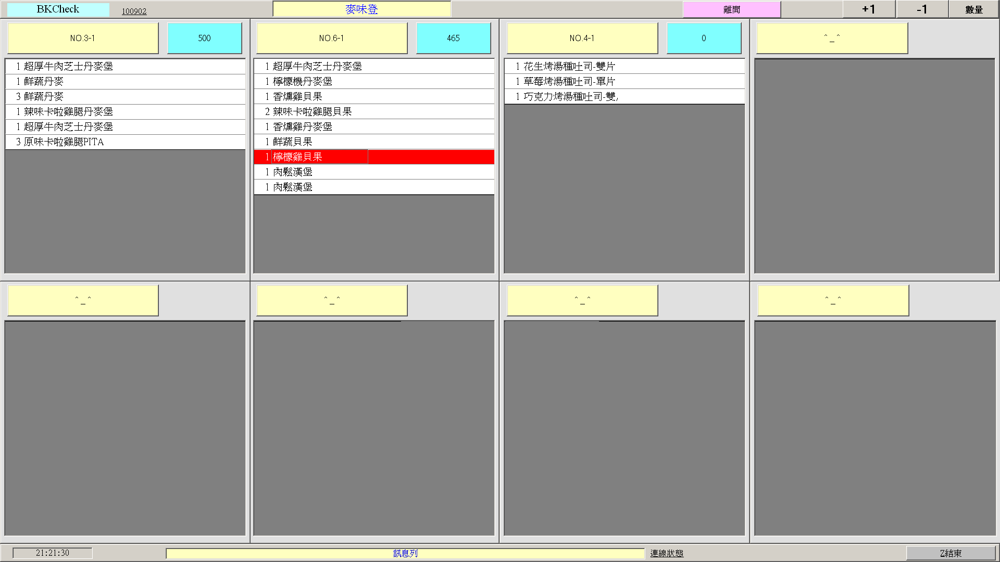 BKCheck 100902 麥味登 離開 +1 -1 數量
NO.3-1 500
1 超厚牛肉芝士丹麥堡
1 鮮蔬丹麥
3 鮮蔬丹麥
1 辣味卡啦雞腿丹麥堡
1 超厚牛肉芝士丹麥堡
3 原味卡啦雞腿PITA
NO.6-1 465
1 超厚牛肉芝士丹麥堡
1 檸檬機丹麥堡
1 香燻雞貝果
2 辣味卡啦雞腿貝果
1 香燻雞丹麥堡
1 鮮蔬貝果
1 檸檬雞貝果
1 肉鬆漢堡
1 肉鬆漢堡
NO.4-1 0
1 花生烤湯種吐司-雙片
1 草莓烤湯種吐司-單片
1 巧克力烤湯種吐司-雙,
^_^
^_^
^_^
^_^
^_^
21:21:30 訊息列 連線狀態 Z結束